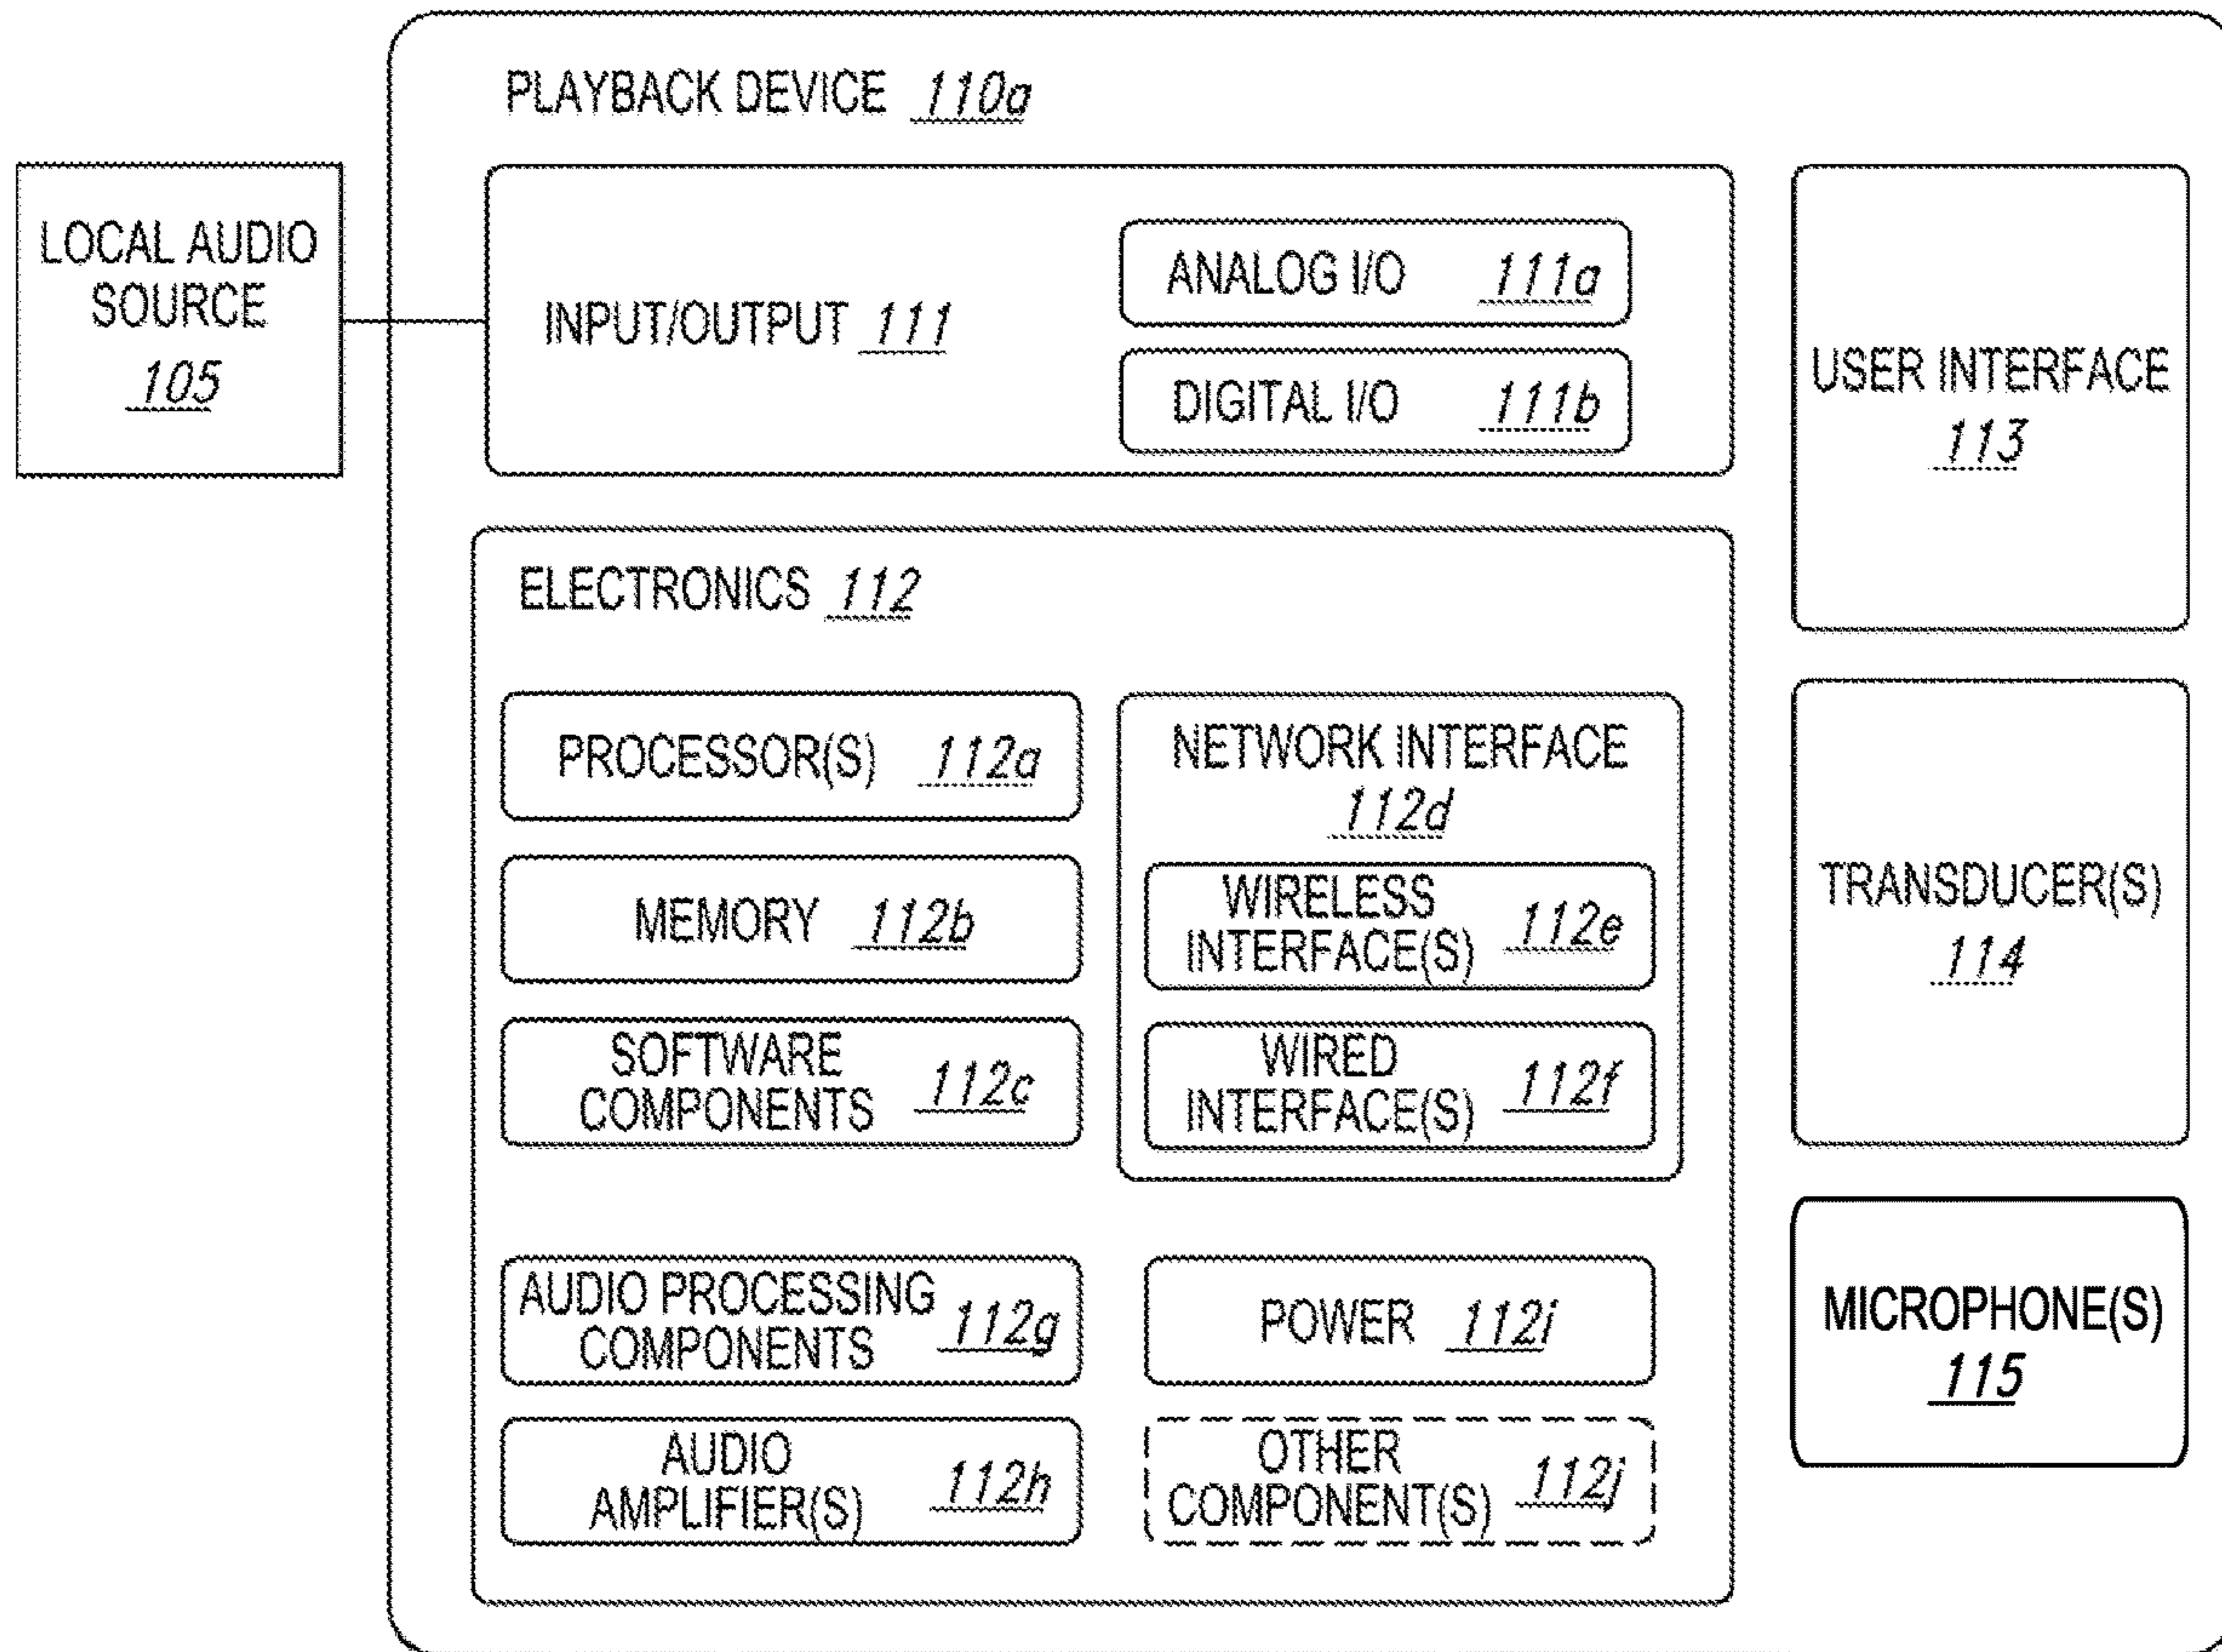 PLAYBACK DEVICE 110a
LOCAL AUDIO
SOURCE
105
INPUT/OUTPUT 111
ANALOG I/O 111a
DIGITAL I/O 111b
USER INTERFACE
113
ELECTRONICS 112
PROCESSOR(S) 112a
MEMORY 112b
SOFTWARE
COMPONENTS 112c
NETWORK INTERFACE
112d
WIRELESS
INTERFACE(S) 112e
WIRED
INTERFACE(S) 112f
AUDIO PROCESSING
COMPONENTS 112g
AUDIO
AMPLIFIER(S) 112h
POWER 112i
OTHER
COMPONENT(S) 112j
TRANSDUCER(S)
114
MICROPHONE(S)
115